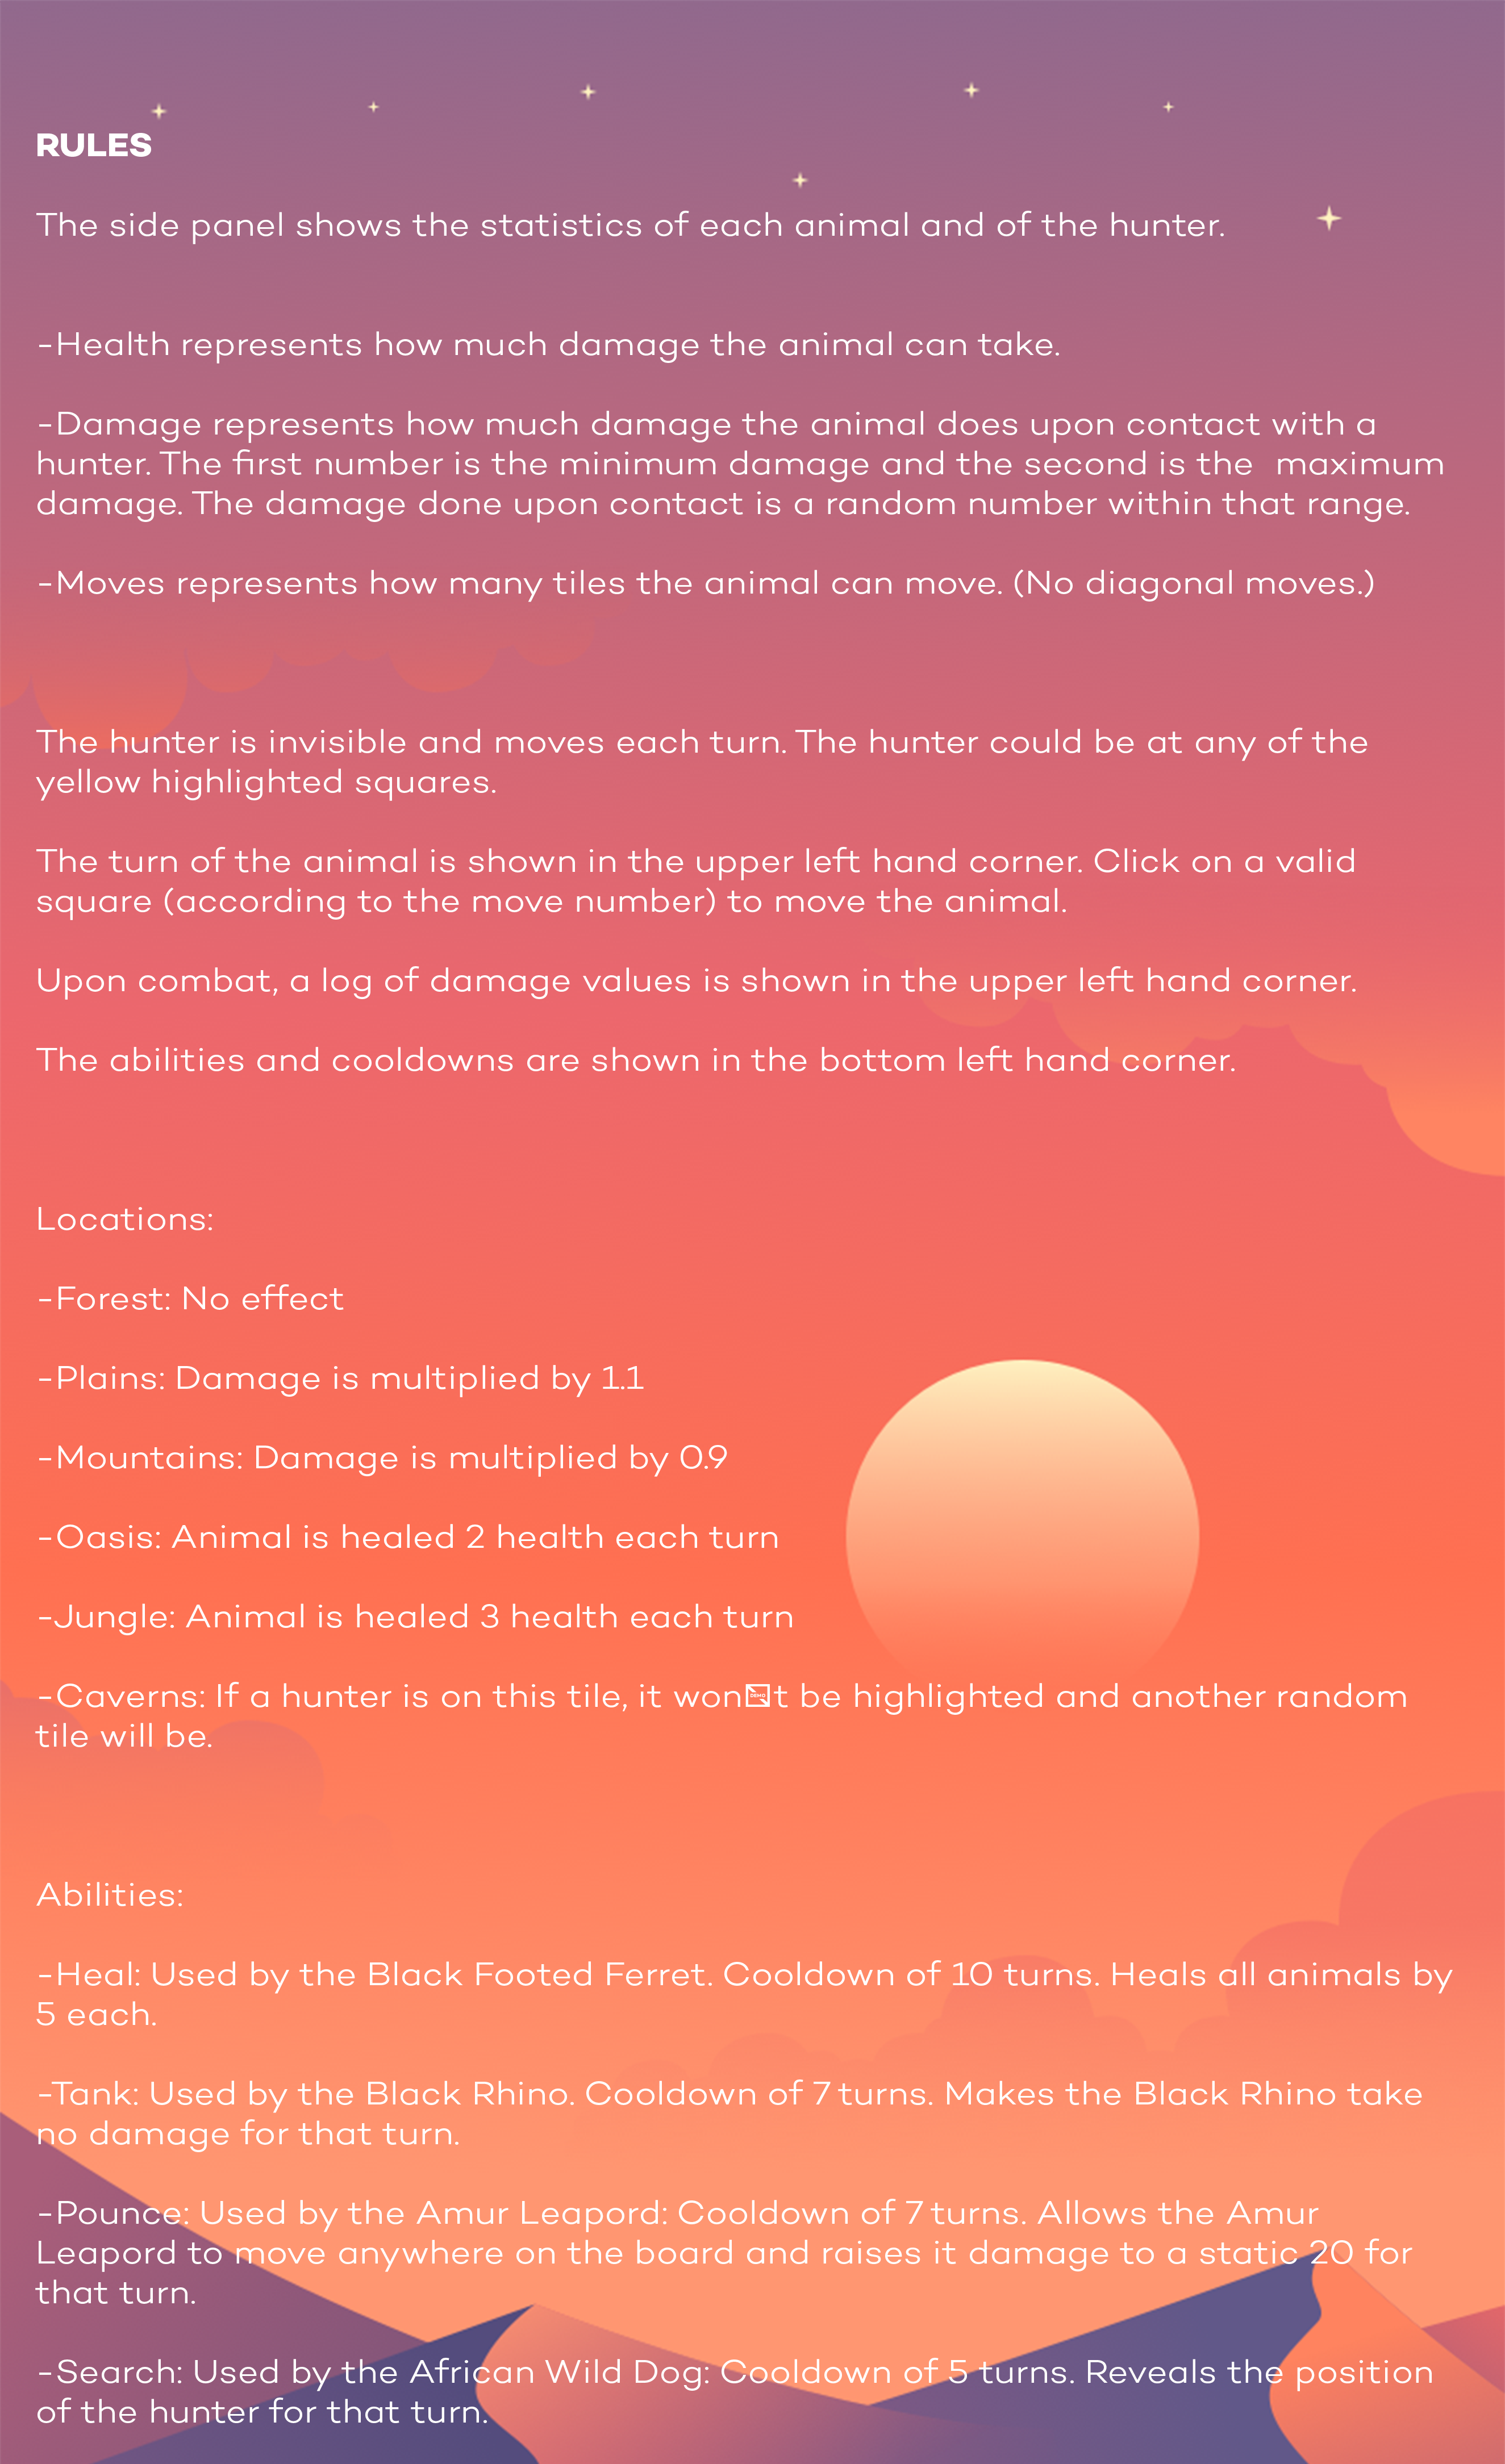 RULES
The side panel shows the statistics of each animal and of the hunter.
-Health represents how much damage the animal can take.
-Damage represents how much damage the animal does upon contact with a
hunter. The first number is the minimum damage and the second is the  maximum
damage. The damage done upon contact is a random number within that range.
-Moves represents how many tiles the animal can move. (No diagonal moves.)
The hunter is invisible and moves each turn. The hunter could be at any of the
yellow highlighted squares.
The turn of the animal is shown in the upper left hand corner. Click on a valid
square (according to the move number) to move the animal.
Upon combat, a log of damage values is shown in the upper left hand corner.
The abilities and cooldowns are shown in the bottom left hand corner.
Locations:
-Forest: No effect
-Plains: Damage is multiplied by 1.1
-Mountains: Damage is multiplied by 0.9
-Oasis: Animal is healed 2 health each turn
-Jungle: Animal is healed 3 health each turn
-Caverns: If a hunter is on this tile, it won DEMO t be highlighted and another random
tile will be.
Abilities:
-Heal: Used by the Black Footed Ferret. Cooldown of 10 turns. Heals all animals by
5 each.
-Tank: Used by the Black Rhino. Cooldown of 7 turns. Makes the Black Rhino take
no damage for that turn.
-Pounce: Used by the Amur Leapord: Cooldown of 7 turns. Allows the Amur
Leapord to move anywhere on the board and raises it damage to a static 20 for
that turn.
-Search: Used by the African Wild Dog: Cooldown of 5 turns. Reveals the position
of the hunter for that turn.